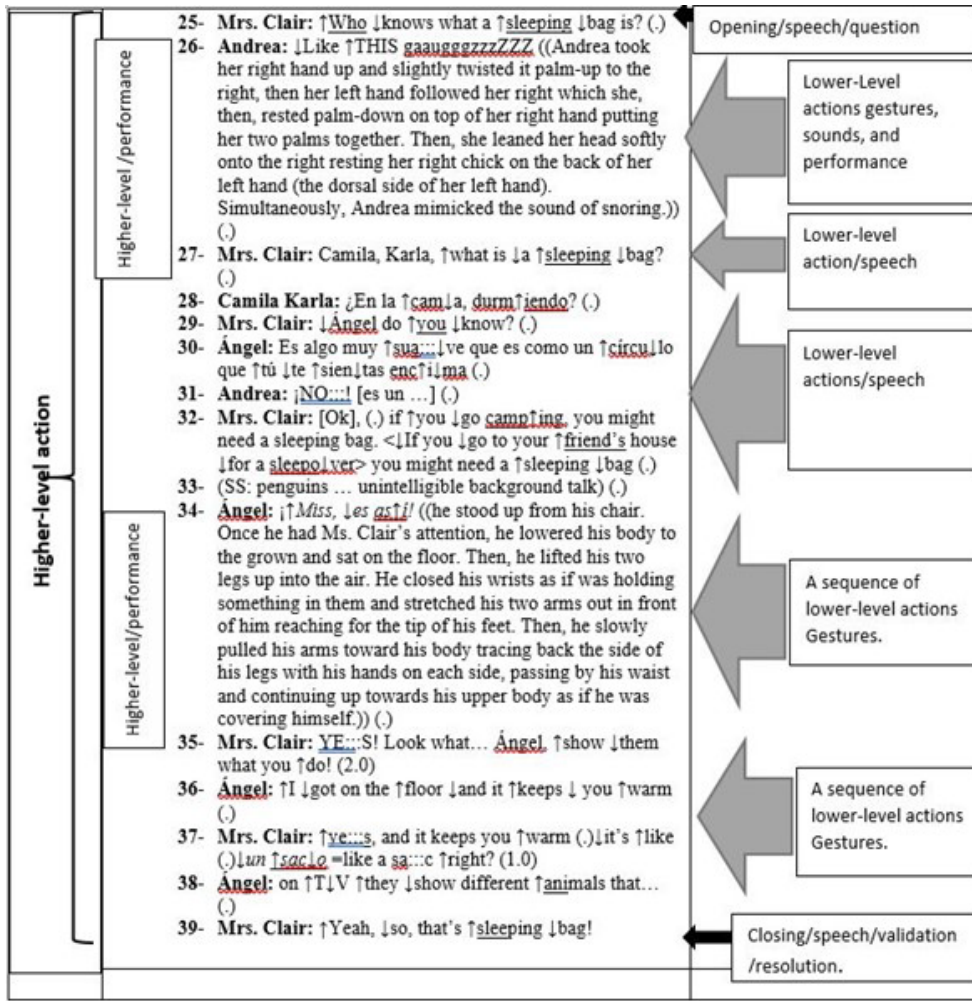 25- Mrs. Clair: ↑Who ↓knows what a ↑sleeping ↓bag is? (.)
26- Andrea: ↓Like ↑THIS gaaugggzzzZZZ ((Andrea took
her right hand up and slightly twisted it palm-up to the
right, then her left hand followed her right which she,
then, rested palm-down on top of her right hand putting
her two palms together. Then, she leaned her head softly
onto the right resting her right chick on the back of her
left hand (the dorsal side of her left hand).
Simultaneously, Andrea mimicked the sound of snoring.))
(.)
27- Mrs. Clair: Camila, Karla, ↑what is ↓a ↑sleeping ↓bag?
(.)
28- Camila Karla: ¿En la ↑cam↓a, durm↑iendo? (.)
29- Mrs. Clair: ↓Ángel do ↑you ↓know? (.)
30- Ángel: Es algo muy ↑sua:::↓ve que es como un ↑círcu↓lo
que ↑tú ↓te ↑sien↓tas enc↑i↓ma (.)
31- Andrea: ¡NO:::! [es un …] (.)
32- Mrs. Clair: [Ok], (.) if ↑you ↓go camp↑ing, you might
need a sleeping bag. <↓If you ↓go to your ↑friend's house
↓for a sleepo↓ver> you might need a ↑sleeping ↓bag (.)
33- (SS: penguins … unintelligible background talk) (.)
34- Ángel: ¡↑Miss, ↓es as↑i! ((he stood up from his chair.
Once he had Ms. Clair's attention, he lowered his body to
the grown and sat on the floor. Then, he lifted his two
legs up into the air. He closed his wrists as if was holding
something in them and stretched his two arms out in front
of him reaching for the tip of his feet. Then, he slowly
pulled his arms toward his body tracing back the side of
his legs with his hands on each side, passing by his waist
and continuing up towards his upper body as if he was
covering himself.)) (.)
35- Mrs. Clair: YE:::S! Look what… Ángel, ↑show ↓them
what you ↑do! (2.0)
36- Ángel: ↑I ↓got on the ↑floor ↓and it ↑keeps ↓ you ↑warm
(.)
37- Mrs. Clair: ↑ye:::s, and it keeps you ↑warm (.)↓it's ↑like
(.)↓un ↑sac↓o =like a sa:::c ↑right? (1.0)
38- Ángel: on ↑T↓V ↑they ↓show different ↑animals that…
(.)
39- Mrs. Clair: ↑Yeah, ↓so, that's ↑sleeping ↓bag!
Higher-level action
Higher-level /performance
Higher-level/performance
Opening/speech/question
Lower-Level
actions gestures,
sounds, and
performance
Lower-level
action/speech
Lower-level
actions/speech
A sequence of
lower-level actions
Gestures.
A sequence of
lower-level actions
Gestures.
Closing/speech/validation
/resolution.